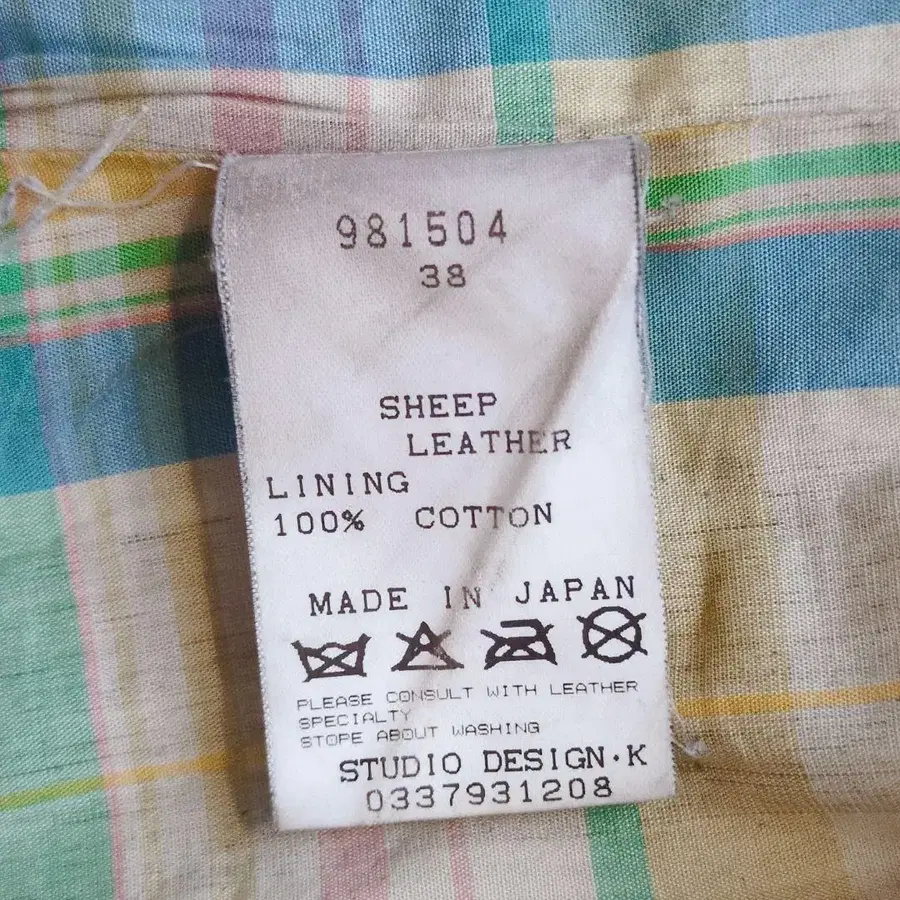 981504
38
SHEEP
LEATHER
LINING
100% COTTON
MADE IN JAPAN
PLEASE CONSULT WITH LEATHER
SPECIALTY
STOPE ABOUT WASHING
STUDIO DESIGN·K
0337931208